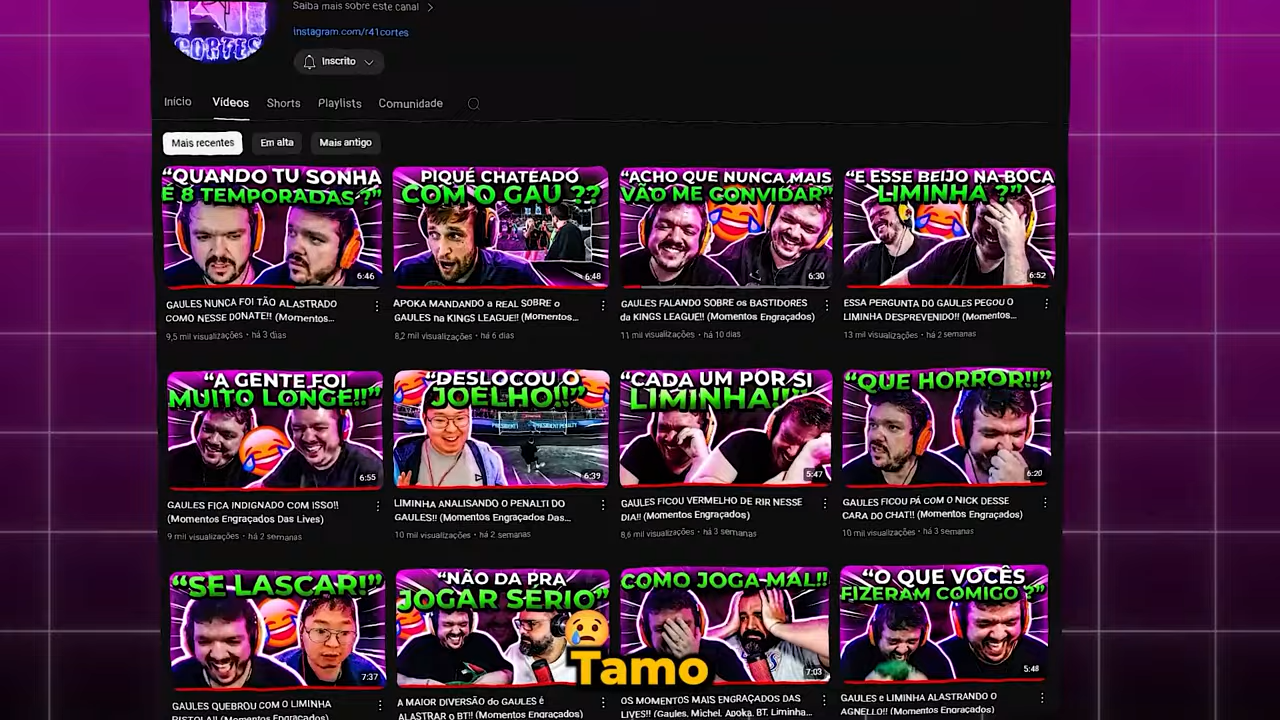 Saiba mais sobre este canal
CORTES
instagram.com/r41cortes
Inscrito
Início
Vídeos
Shorts
Playlists
Comunidade
Mais recentes
Em alta
Mais antigo
“QUANDO TU SONHA
É 8 TEMPORADAS ?”
6:46
GAULES NUNCA FOI TÃO ALASTRADO
COMO NESSE DONATE!! (Momentos...
9,5 mil visualizações • há 3 dias
PIQUÉ CHATEADO
COM O GAU ??
6:48
APOKA MANDANDO a REAL SOBRE o
GAULES na KINGS LEAGUE!! (Momentos...
8,2 mil visualizações • há 6 dias
“ACHO QUE NUNCA MAIS
VÃO ME CONVIDAR”
6:30
GAULES FALANDO SOBRE os BASTIDORES
da KINGS LEAGUE!! (Momentos Engraçados)
11 mil visualizações • há 10 dias
“E ESSE BEIJO NA BOCA
LIMINHA ?”
6:52
ESSA PERGUNTA DO GAULES PEGOU O
LIMINHA DESPREVENIDO!! (Momentos...
13 mil visualizações • há 2 semanas
“A GENTE FOI
MUITO LONGE!!”
6:55
GAULES FICA INDIGNADO COM ISSO!!
(Momentos Engraçados Das Lives)
9 mil visualizações • há 2 semanas
“DESLOCOU O
JOELHO!!”
6:39
LIMINHA ANALISANDO O PENALTI DO
GAULES!! (Momentos Engraçados Das...
10 mil visualizações • há 2 semanas
“CADA UM POR SI
LIMINHA!!”
5:47
GAULES FICOU VERMELHO DE RIR NESSE
DIA!! (Momentos Engraçados)
8,6 mil visualizações • há 3 semanas
“QUE HORROR!!”
6:20
GAULES FICOU PÁ COM O NICK DESSE
CARA DO CHAT!! (Momentos Engraçados)
10 mil visualizações • há 3 semanas
“SE LASCAR!”
7:37
GAULES QUEBROU COM O LIMINHA
PISTOLA!! (Momentos Engraçados)
“NÃO DA PRA
JOGAR SÉRIO”
A MAIOR DIVERSÃO do GAULES é
ALASTRAR o BT!! (Momentos Engraçados
COMO JOGA MAL!!
7:03
OS MOMENTOS MAIS ENGRAÇADOS DAS
LIVES!! (Gaules, Michel, Apoka, BT, Liminha...
“O QUE VOCÊS
FIZERAM COMIGO ?”
5:48
GAULES e LIMINHA ALASTRANDO O
AGNELLO!! (Momentos Engraçados)
Tamo